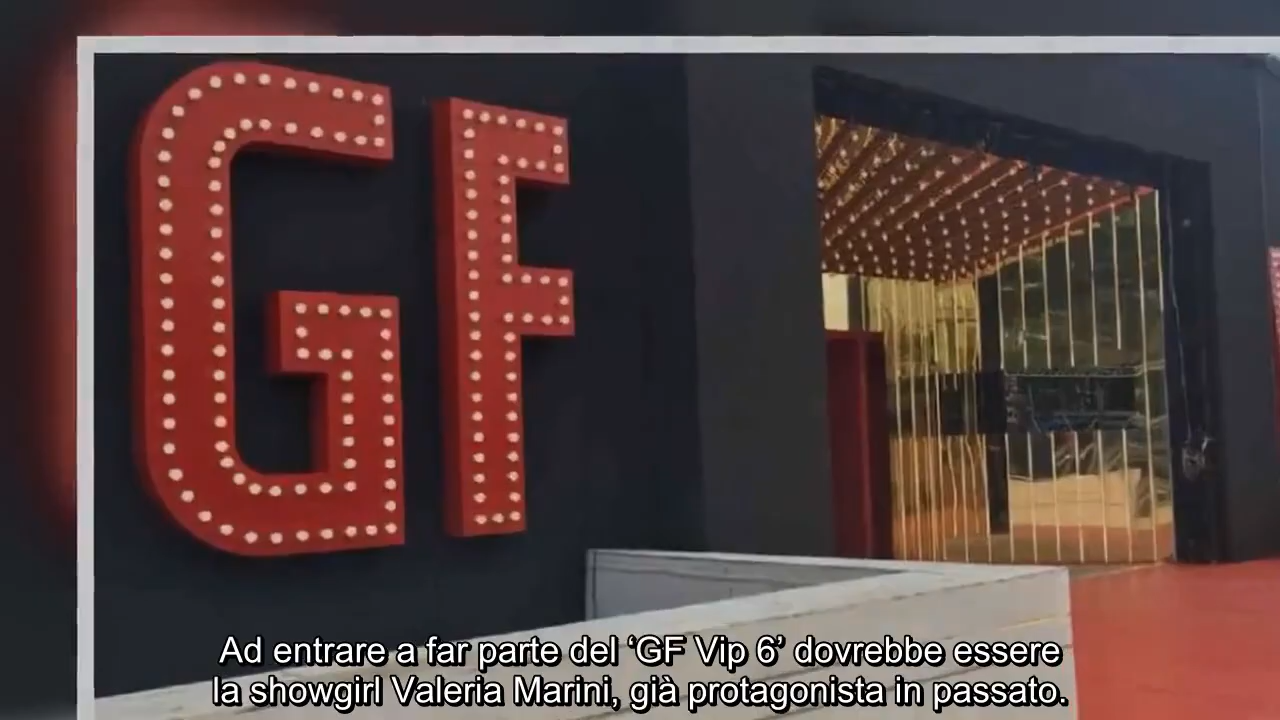 GF
Ad entrare a far parte del ‘GF Vip 6’ dovrebbe essere
la showgirl Valeria Marini, già protagonista in passato.